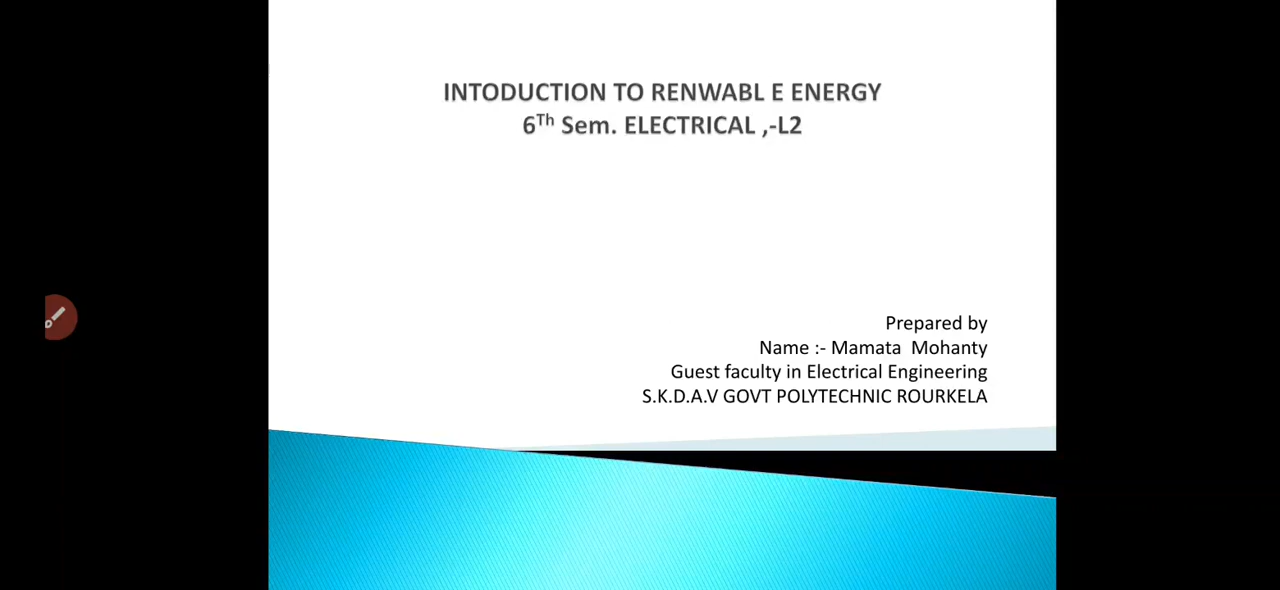 INTODUCTION TO RENWABL E ENERGY
6Th Sem. ELECTRICAL ,-L2
Prepared by
Name :- Mamata  Mohanty
Guest faculty in Electrical Engineering
S.K.D.A.V GOVT POLYTECHNIC ROURKELA